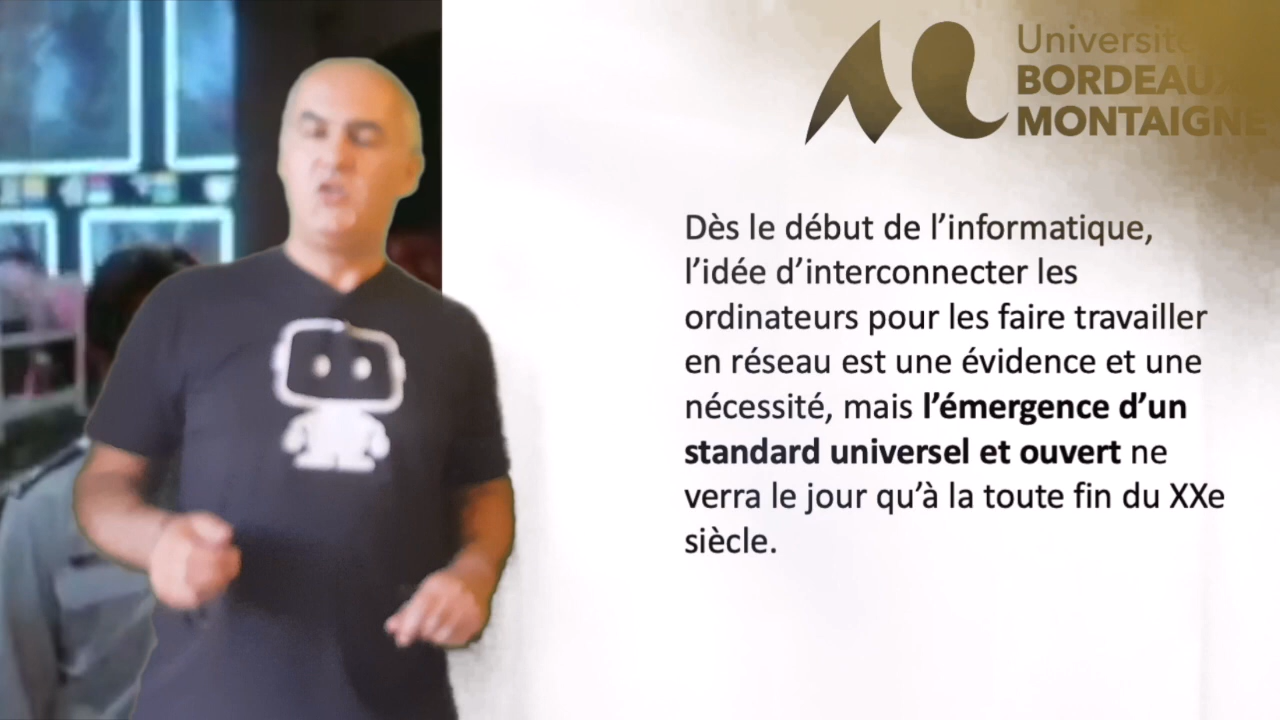 Université
BORDEAUX
MONTAIGNE
Dès le début de l’informatique,
l’idée d’interconnecter les
ordinateurs pour les faire travailler
en réseau est une évidence et une
nécessité, mais l’émergence d’un
standard universel et ouvert ne
verra le jour qu’à la toute fin du XXe
siècle.